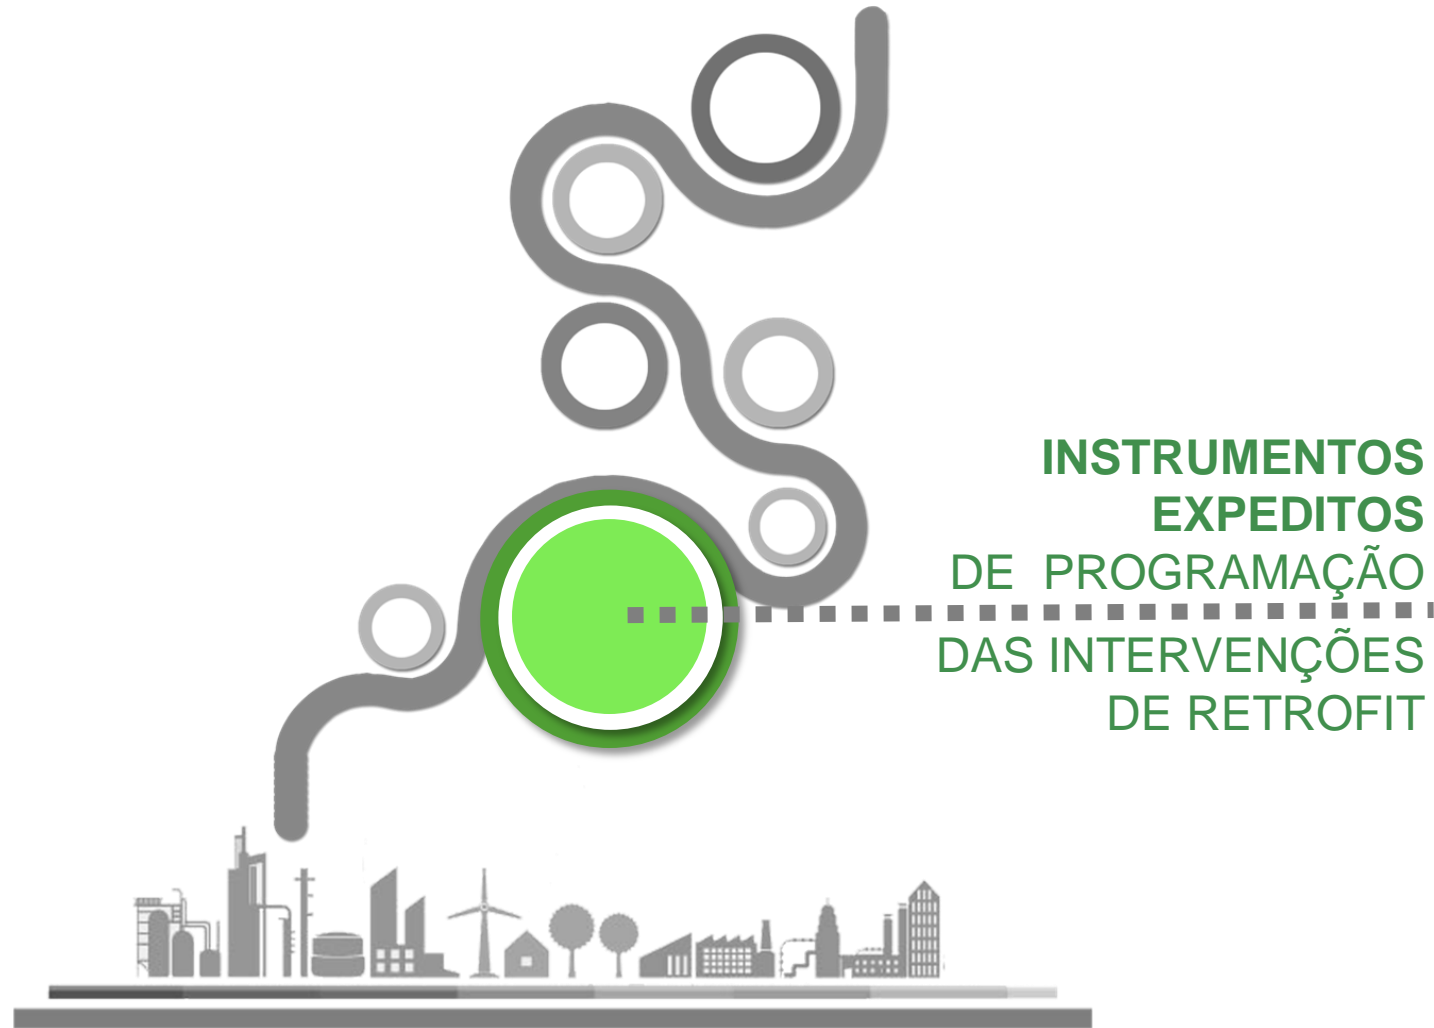 INSTRUMENTOS
EXPEDITOS
DE PROGRAMAÇÃO
DAS INTERVENÇÕES
DE RETROFIT